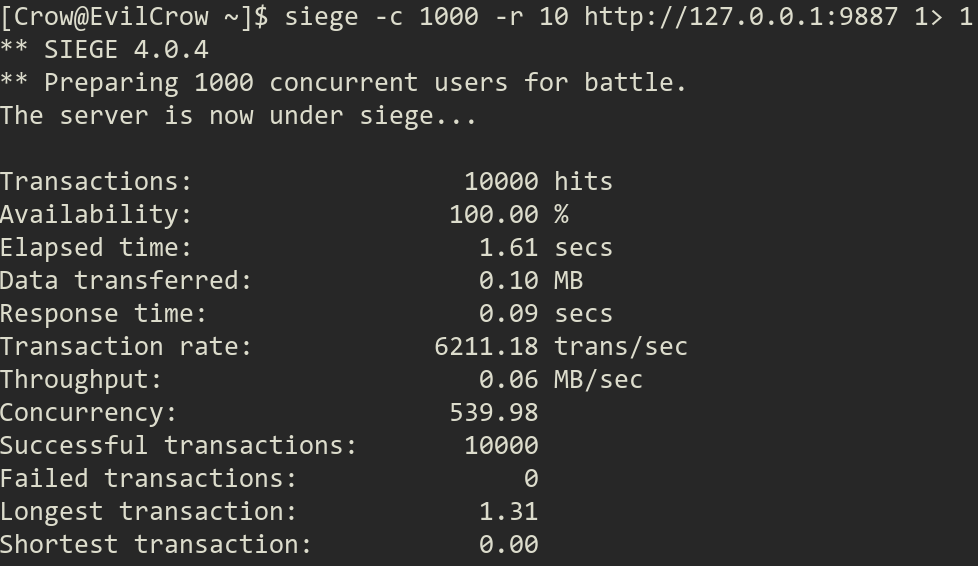 [Crow@EvilCrow ~]$ siege -c 1000 -r 10 http://127.0.0.1:9887 1> 1
** SIEGE 4.0.4
** Preparing 1000 concurrent users for battle.
The server is now under siege...
Transactions: 10000 hits
Availability: 100.00 %
Elapsed time: 1.61 secs
Data transferred: 0.10 MB
Response time: 0.09 secs
Transaction rate: 6211.18 trans/sec
Throughput: 0.06 MB/sec
Concurrency: 539.98
Successful transactions: 10000
Failed transactions: 0
Longest transaction: 1.31
Shortest transaction: 0.00